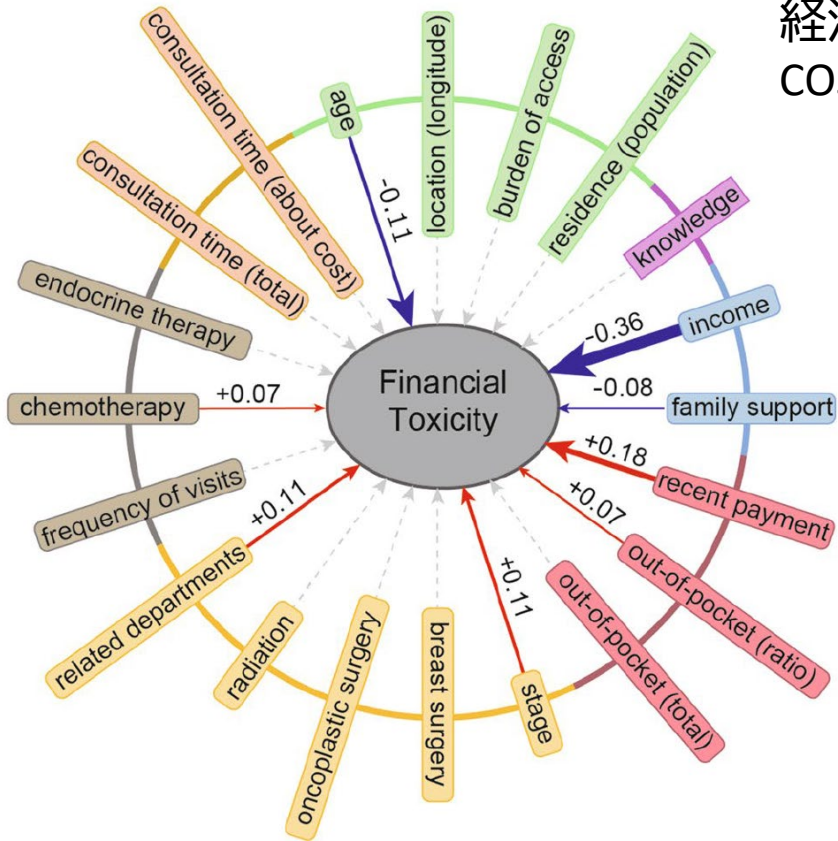 経
CO
consultation time (about cost)
age
location (longitude)
burden of access
residence (population)
knowledge
consultation time (total)
endocrine therapy
chemotherapy
frequency of visits
related departments
radiation
oncoplastic surgery
breast surgery
stage
out-of-pocket (total)
out-of-pocket (ratio)
recent payment
family support
income
-0.11
-0.36
-0.08
+0.18
+0.07
+0.11
+0.11
+0.07
Financial
Toxicity